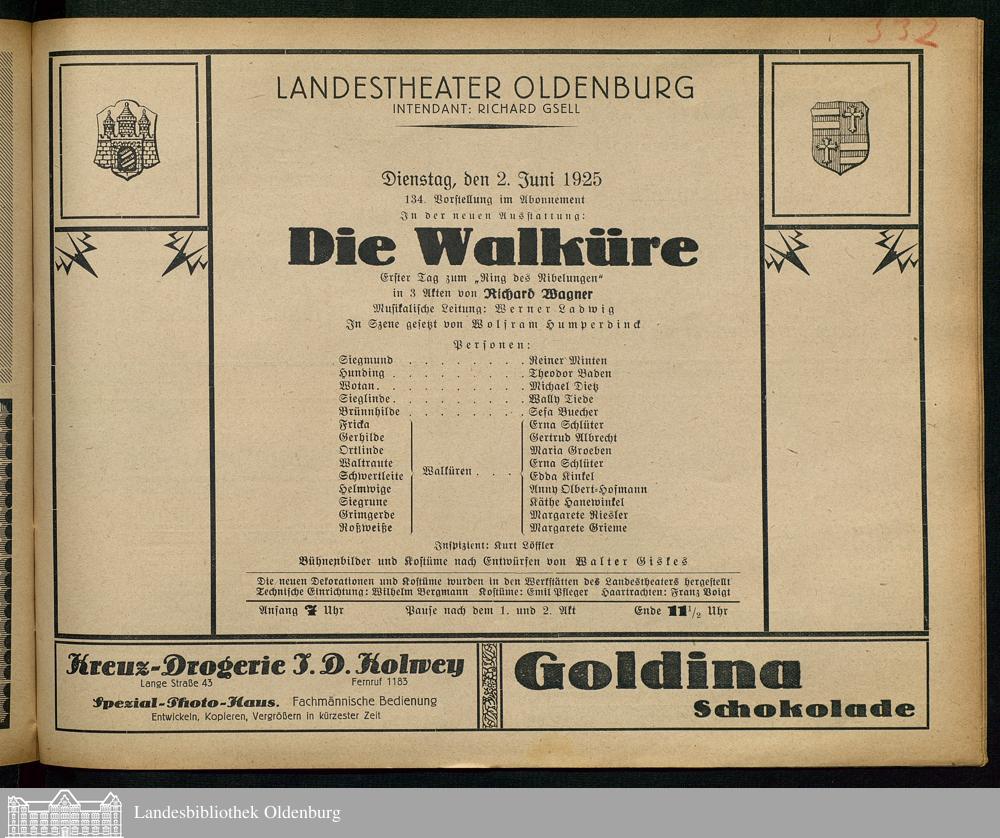 332
LANDESTHEATER OLDENBURG
INTENDANT: RICHARD GSELL
Dienstag, den 2. Juni 1925
134. Vorstellung im Abonnement
In der neuen Ausstattung:
Die Walküre
Erster Tag zum „Ring des Nibelungen“
in 3 Akten von Richard Wagner
Musikalische Leitung: Werner Ladwig
In Szene gesetzt von Wolfram Humperdinck
Personen:
Siegmund . . . . . . . . . Reiner Minten
Hunding . . . . . . . . . . Theodor Baden
Wotan . . . . . . . . . . . Michael Dietz
Sieglinde . . . . . . . . . Wally Tiede
Brünnhilde . . . . . . . . Sefa Buecher
Fricka Erna Schlüter
Gerhilde Gertrud Albrecht
Ortlinde Maria Groeben
Waltraute Erna Schlüter
Schwertleite Walküren . . . . Edda Kinkel
Helmwige Anny Olbert-Hofmann
Siegrune Käthe Hanewinkel
Grimgerde Margarete Riesler
Roßweiße Margarete Grieme
Inspizient: Kurt Löffler
Bühnenbilder und Kostüme nach Entwürfen von Walter Giskes
Die neuen Dekorationen und Kostüme wurden in den Werkstätten des Landestheaters hergestellt
Technische Einrichtung: Wilhelm Bergmann Kostüme: Emil Pfleger Haartrachten: Franz Voigt
Anfang 7 Uhr Pause nach dem 1. und 2. Akt Ende 11 1/2 Uhr
Kreuz-Drogerie J. D. Kolwey
Lange Straße 43 Fernruf 1183
Spezial-Photo-Haus. Fachmännische Bedienung
Entwickeln, Kopieren, Vergrößern in kürzester Zeit
Goldina
Schokolade
Landesbibliothek Oldenburg